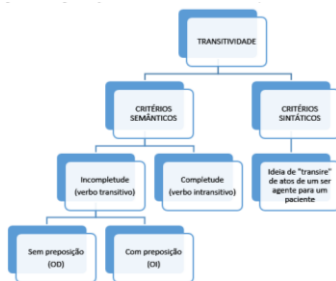 TRANSITIVIDADE
CRITÉRIOS
SEMÂNTICOS
CRITÉRIOS
SINTÁTICOS
Incompletude
(verbo transitivo)
Completude
(verbo intransitivo)
Ideia de "transire"
de atos de um ser
agente para um
paciente
Sem preposição
(OD)
Com preposição
(OI)